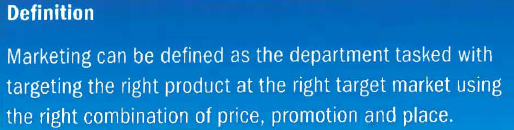 Definition
Marketing can be defined as the department tasked with
targeting the right product at the right target market using
the right combination of price, promotion and place.